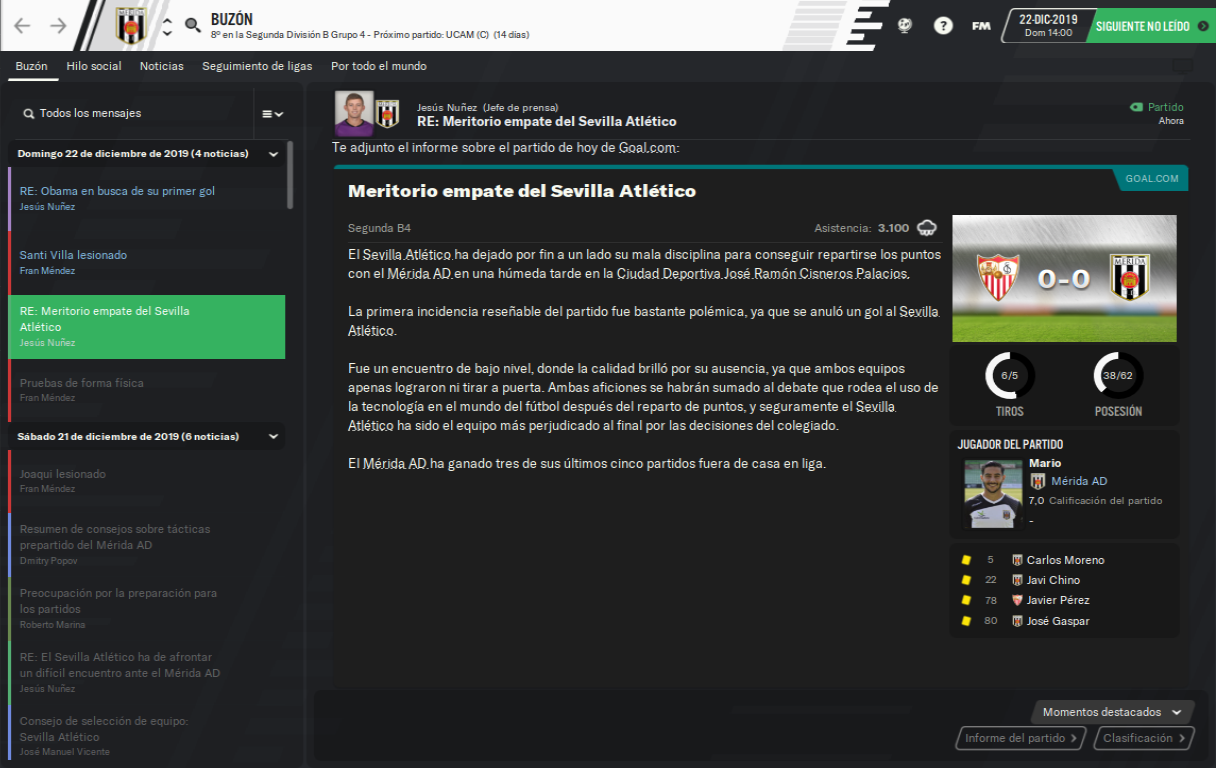 BUZÓN
8º en la Segunda División B Grupo 4 - Próximo partido: UCAM (C) (14 días)
?
FM
22-DIC-2019
Dom 14:00
SIGUIENTE NO LEÍDO
Buzón
Hilo social
Noticias
Seguimiento de ligas
Por todo el mundo
Todos los mensajes
Domingo 22 de diciembre de 2019 (4 noticias)
RE: Obama en busca de su primer gol
Jesús Nuñez
Santi Villa lesionado
Fran Méndez
RE: Meritorio empate del Sevilla
Atlético
Jesús Nuñez
Pruebas de forma física
Fran Méndez
Sábado 21 de diciembre de 2019 (6 noticias)
Joaqui lesionado
Fran Méndez
Resumen de consejos sobre tácticas
prepartido del Mérida AD
Dmitry Popov
Preocupación por la preparación para
los partidos
Roberto Marina
RE: El Sevilla Atlético ha de afrontar
un difícil encuentro ante el Mérida AD
Jesús Nuñez
Consejo de selección de equipo:
Sevilla Atlético
José Manuel Vicente
Jesús Nuñez (Jefe de prensa)
RE: Meritorio empate del Sevilla Atlético
Partido
Ahora
Te adjunto el informe sobre el partido de hoy de Goal.com:
GOAL.COM
Meritorio empate del Sevilla Atlético
Segunda B4
Asistencia: 3.100
El Sevilla Atlético ha dejado por fin a un lado su mala disciplina para conseguir repartirse los puntos
con el Mérida AD en una húmeda tarde en la Ciudad Deportiva José Ramón Cisneros Palacios.
La primera incidencia reseñable del partido fue bastante polémica, ya que se anuló un gol al Sevilla
Atlético.
Fue un encuentro de bajo nivel, donde la calidad brilló por su ausencia, ya que ambos equipos
apenas lograron ni tirar a puerta. Ambas aficiones se habrán sumado al debate que rodea el uso de
la tecnología en el mundo del fútbol después del reparto de puntos, y seguramente el Sevilla
Atlético ha sido el equipo más perjudicado al final por las decisiones del colegiado.
El Mérida AD ha ganado tres de sus últimos cinco partidos fuera de casa en liga.
0-0
MÉRIDA
6/5
TIROS
38/62
POSESIÓN
JUGADOR DEL PARTIDO
Mario
Mérida AD
7,0 Calificación del partido
-
5 Carlos Moreno
22 Javi Chino
78 Javier Pérez
80 José Gaspar
Momentos destacados
Informe del partido
Clasificación